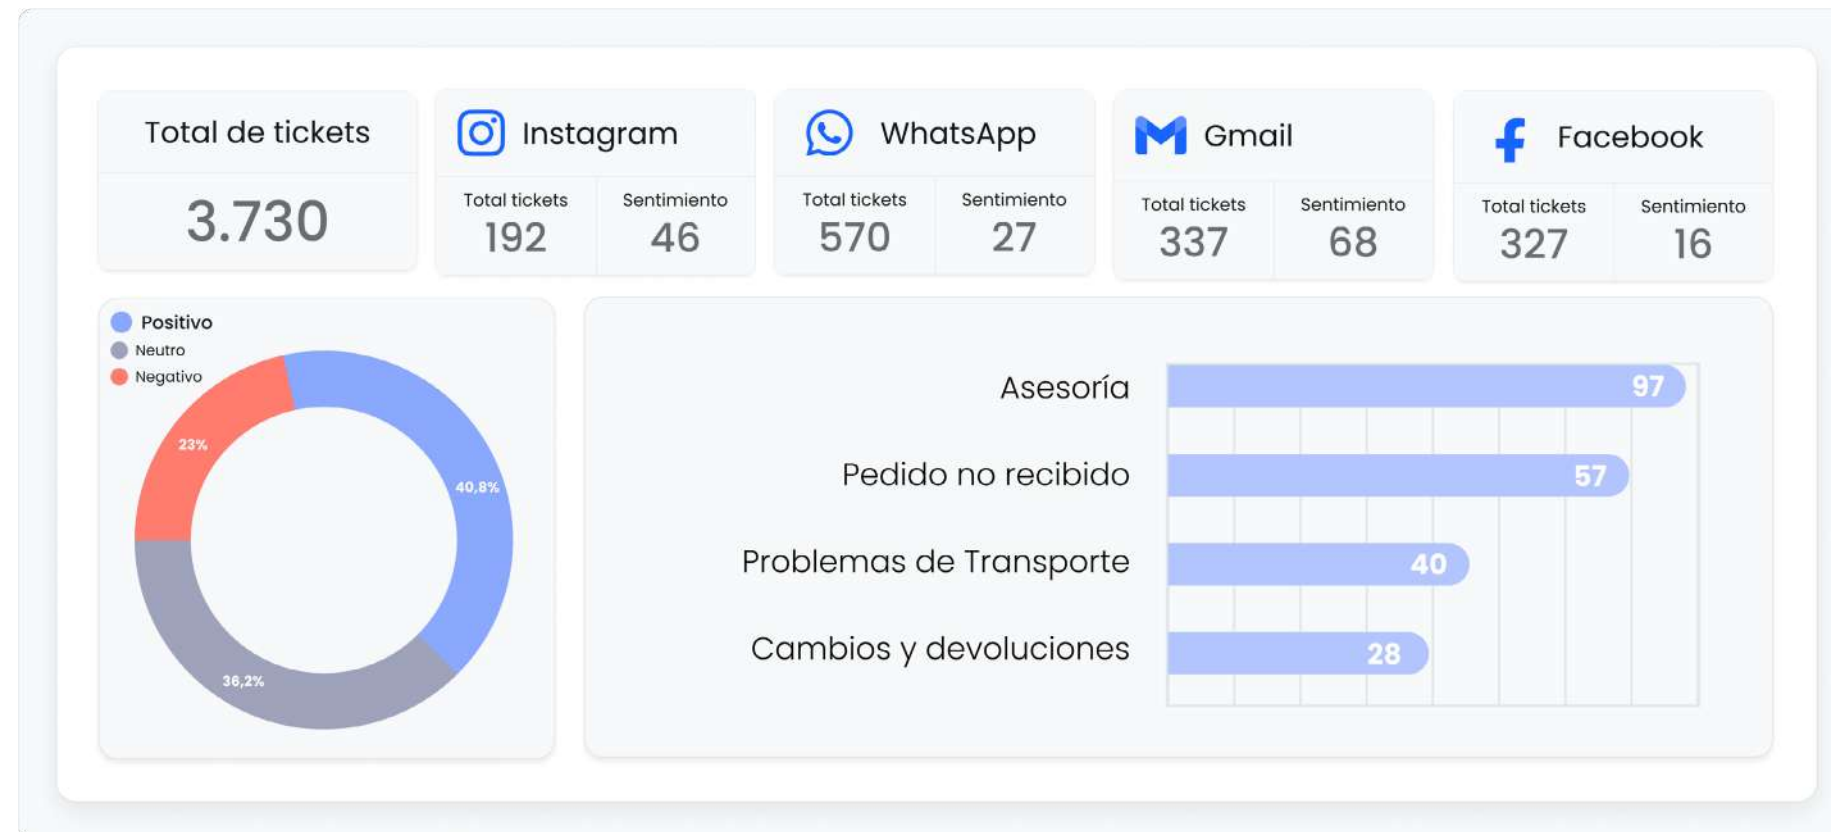 Total de tickets
3.730
Instagram
Total tickets
192
Sentimiento
46
WhatsApp
Total tickets
570
Sentimiento
27
Gmail
Total tickets
337
Sentimiento
68
Facebook
Total tickets
327
Sentimiento
16
Positivo
Neutro
Negativo
23%
40,8%
36,2%
Asesoría
97
Pedido no recibido
57
Problemas de Transporte
40
Cambios y devoluciones
28